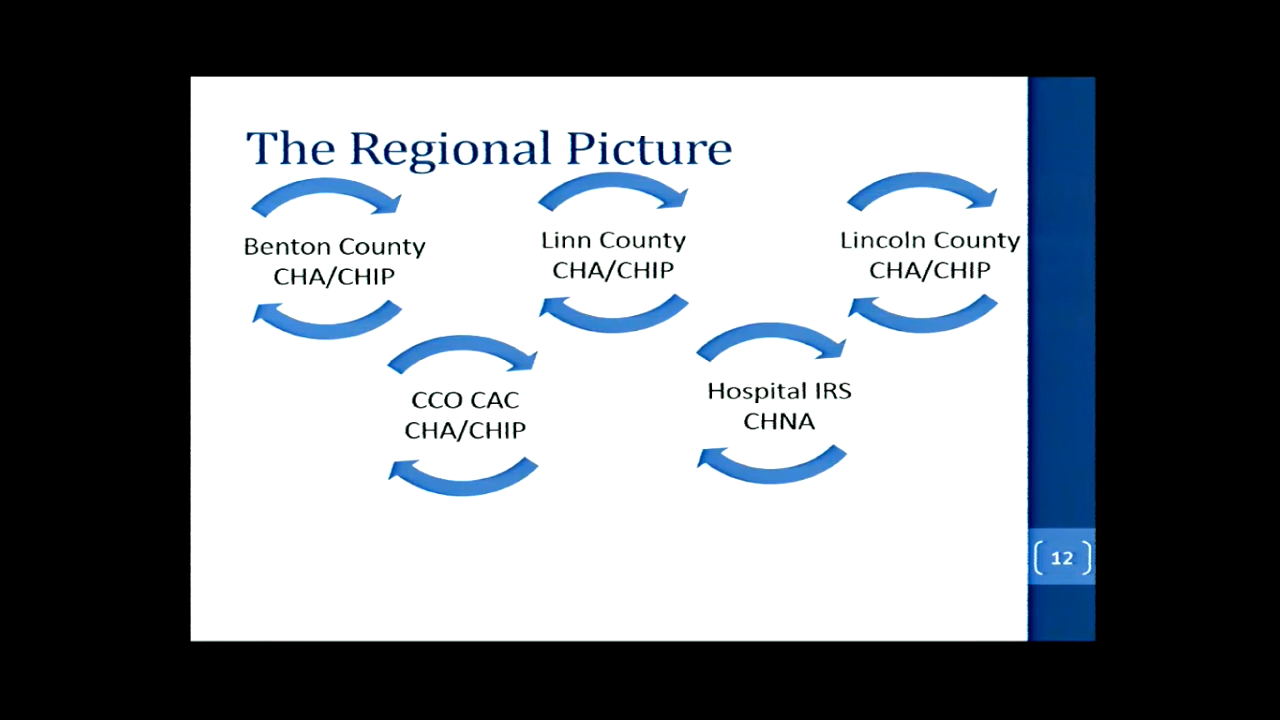 The Regional Picture
Benton County
CHA/CHIP
Linn County
CHA/CHIP
Lincoln County
CHA/CHIP
CCO CAC
CHA/CHIP
Hospital IRS
CHNA
12